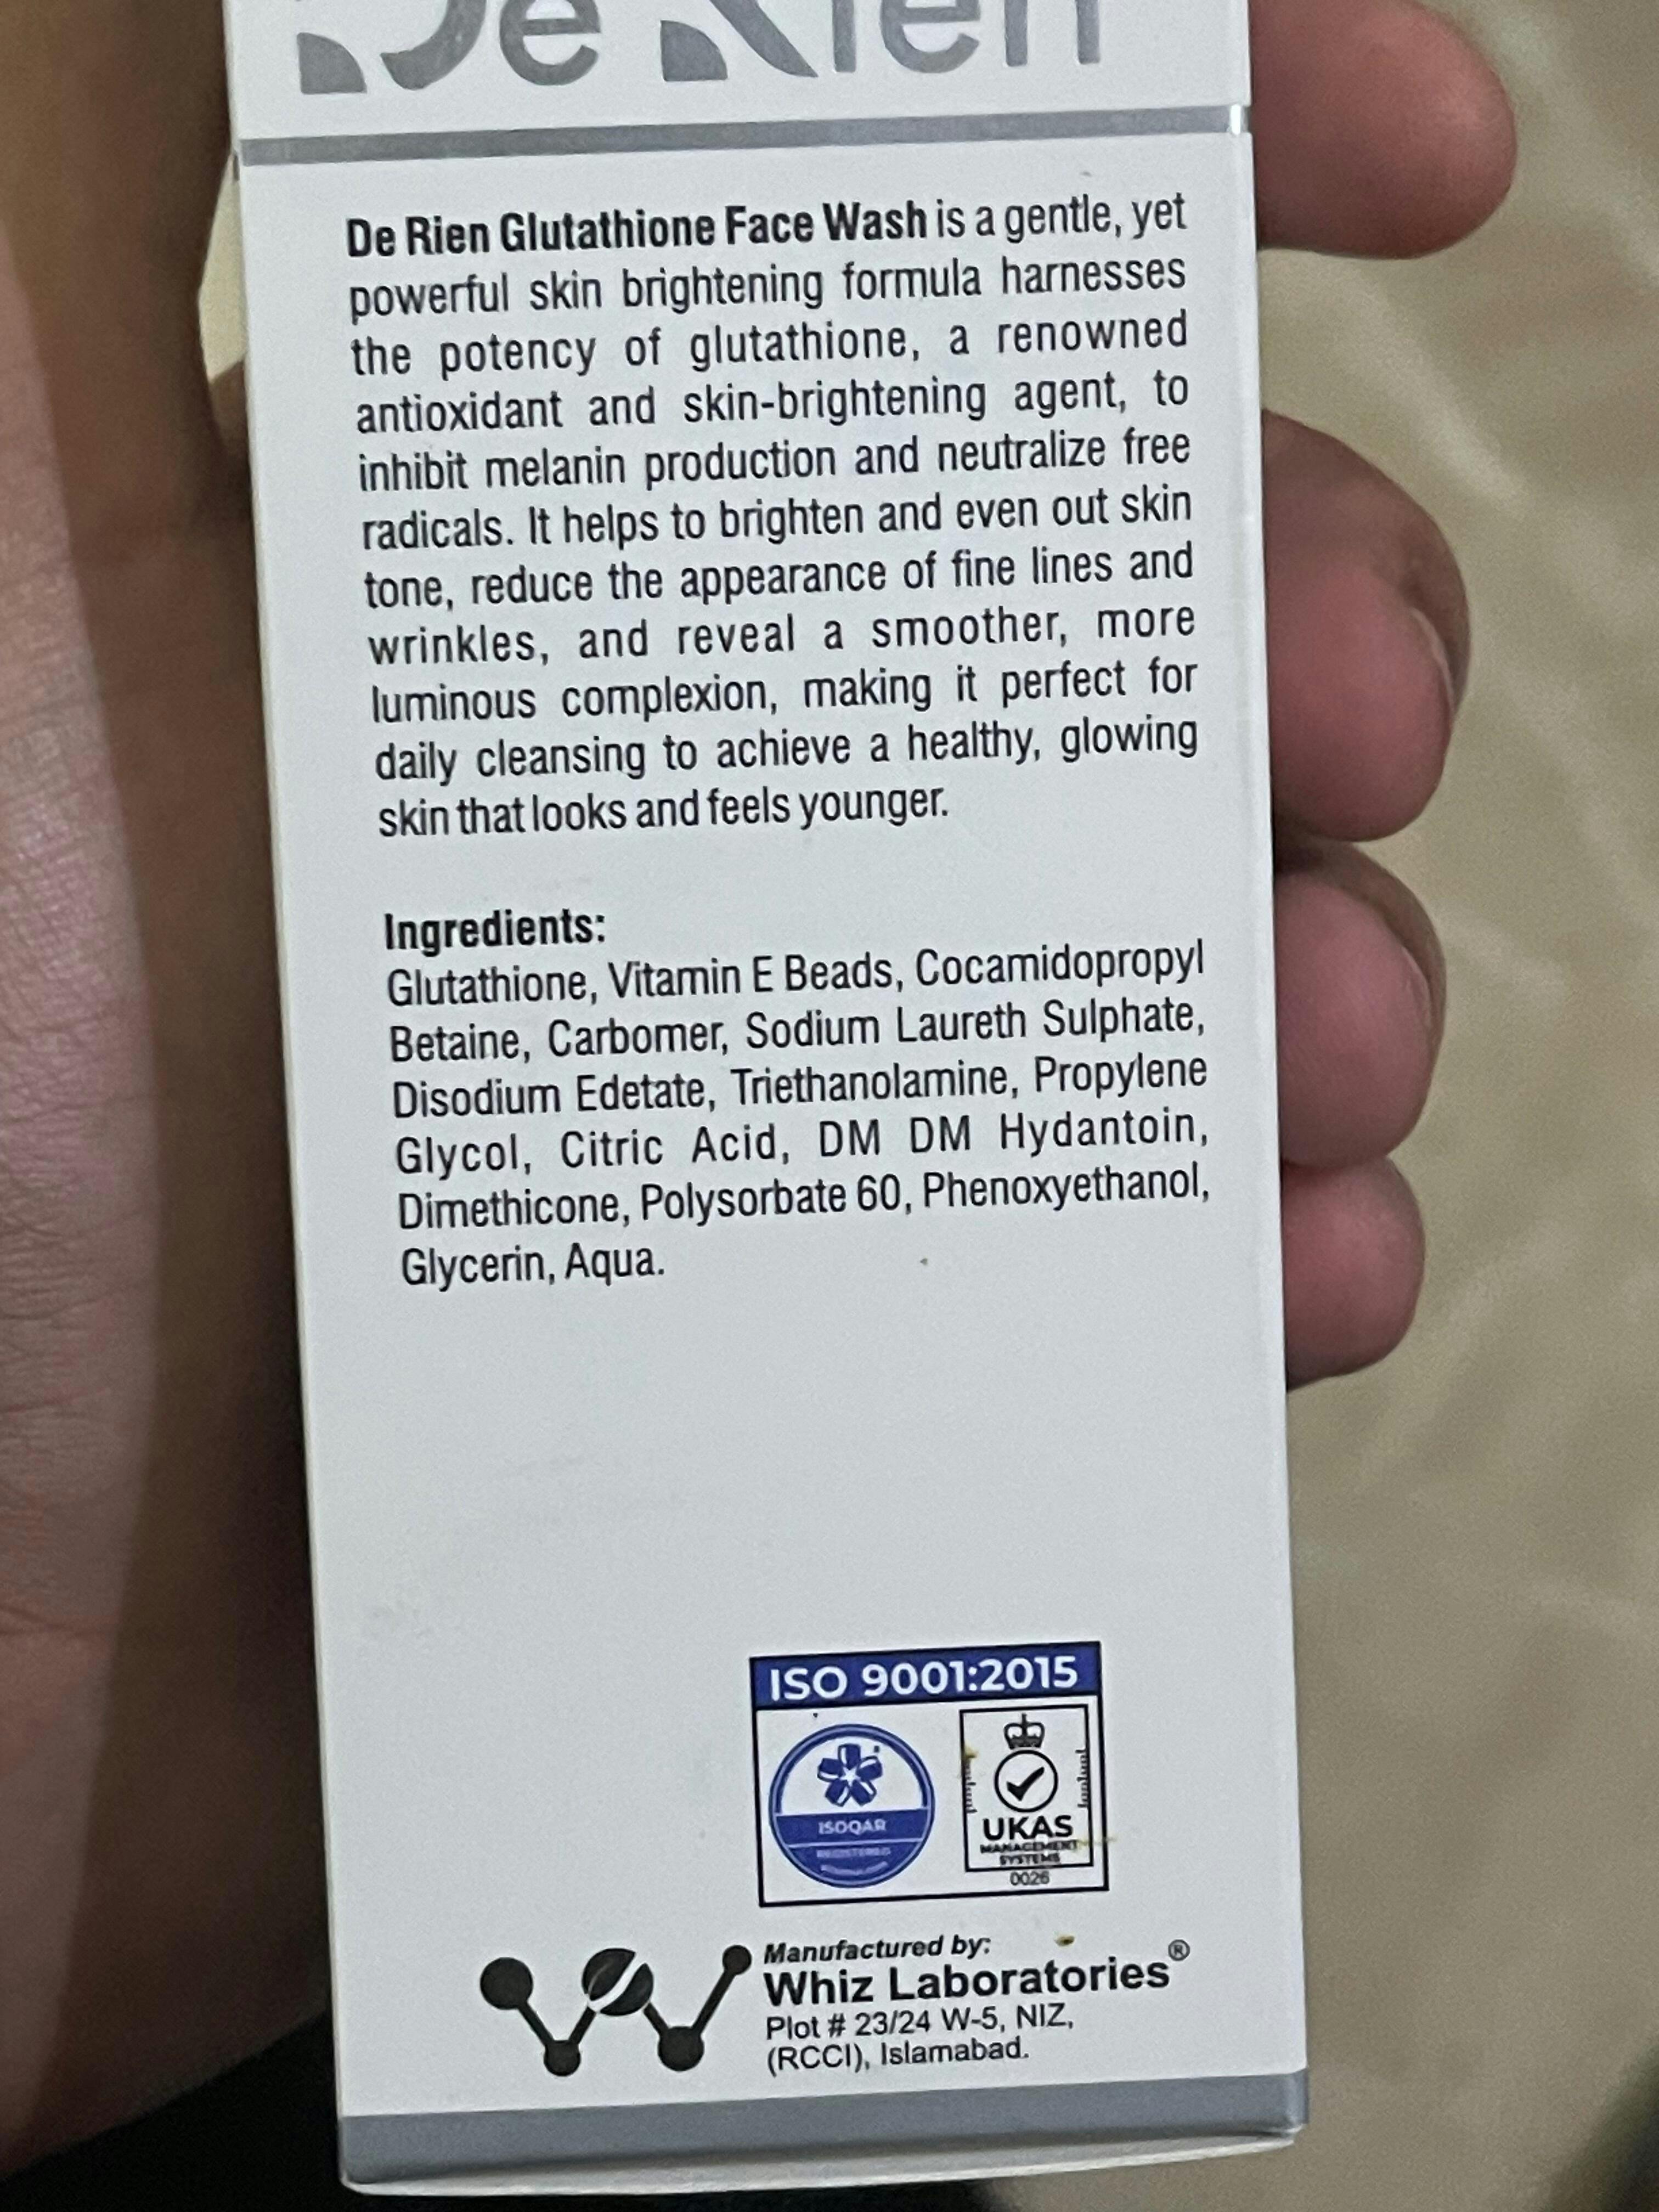 De Rien
De Rien Glutathione Face Wash is a gentle, yet
powerful skin brightening formula harnesses
the potency of glutathione, a renowned
antioxidant and skin-brightening agent, to
inhibit melanin production and neutralize free
radicals. It helps to brighten and even out skin
tone, reduce the appearance of fine lines and
wrinkles, and reveal a smoother, more
luminous complexion, making it perfect for
daily cleansing to achieve a healthy, glowing
skin that looks and feels younger.
Ingredients:
Glutathione, Vitamin E Beads, Cocamidopropyl
Betaine, Carbomer, Sodium Laureth Sulphate,
Disodium Edetate, Triethanolamine, Propylene
Glycol, Citric Acid, DM DM Hydantoin,
Dimethicone, Polysorbate 60, Phenoxyethanol,
Glycerin, Aqua.
ISO 9001:2015
ISOQAR
REGISTERED
UKAS
MANAGEMENT
SYSTEMS
0026
Manufactured by:
Whiz Laboratories®
Plot # 23/24 W-5, NIZ,
(RCCI), Islamabad.